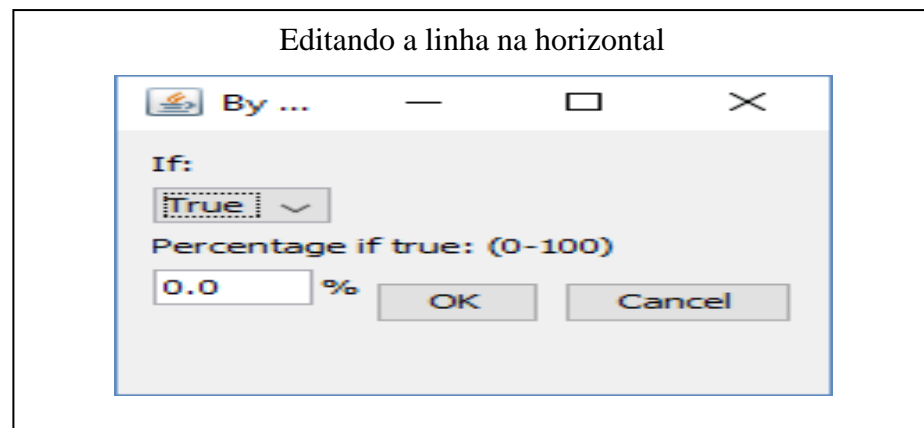 Editando a linha na horizontal
By ...
If:
True
Percentage if true: (0-100)
0.0 % OK Cancel